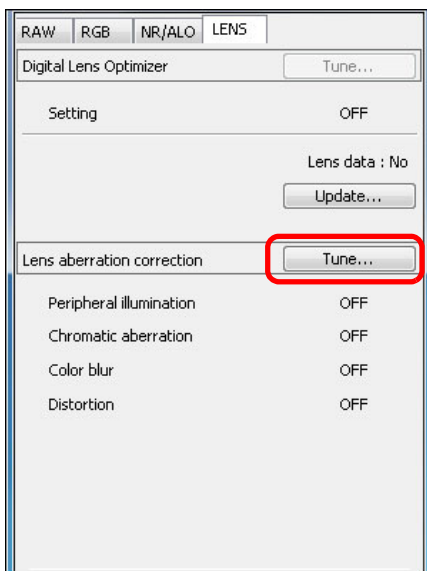 RAW RGB NR/ALO LENS
Digital Lens Optimizer Tune...
Setting OFF
Lens data : No
Update...
Lens aberration correction Tune...
Peripheral illumination OFF
Chromatic aberration OFF
Color blur OFF
Distortion OFF